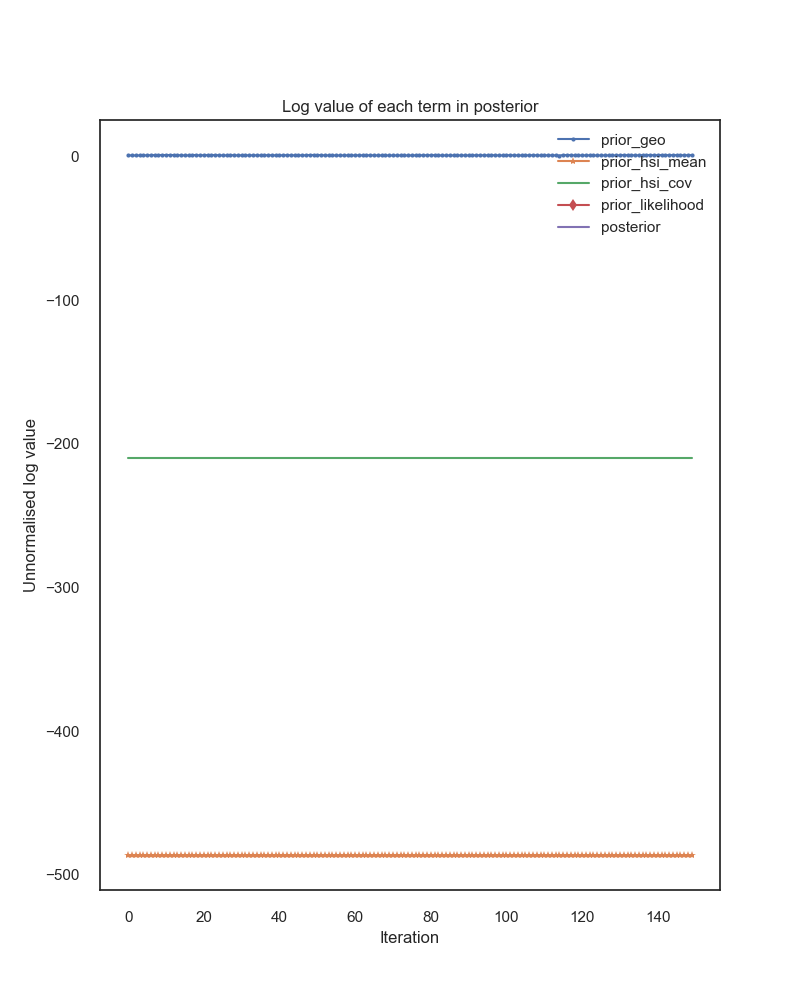 Log value of each term in posterior
prior_geo
prior_hsi_mean
prior_hsi_cov
prior_likelihood
posterior
0
−100
−200
−300
−400
−500
Unnormalised log value
0 20 40 60 80 100 120 140
Iteration